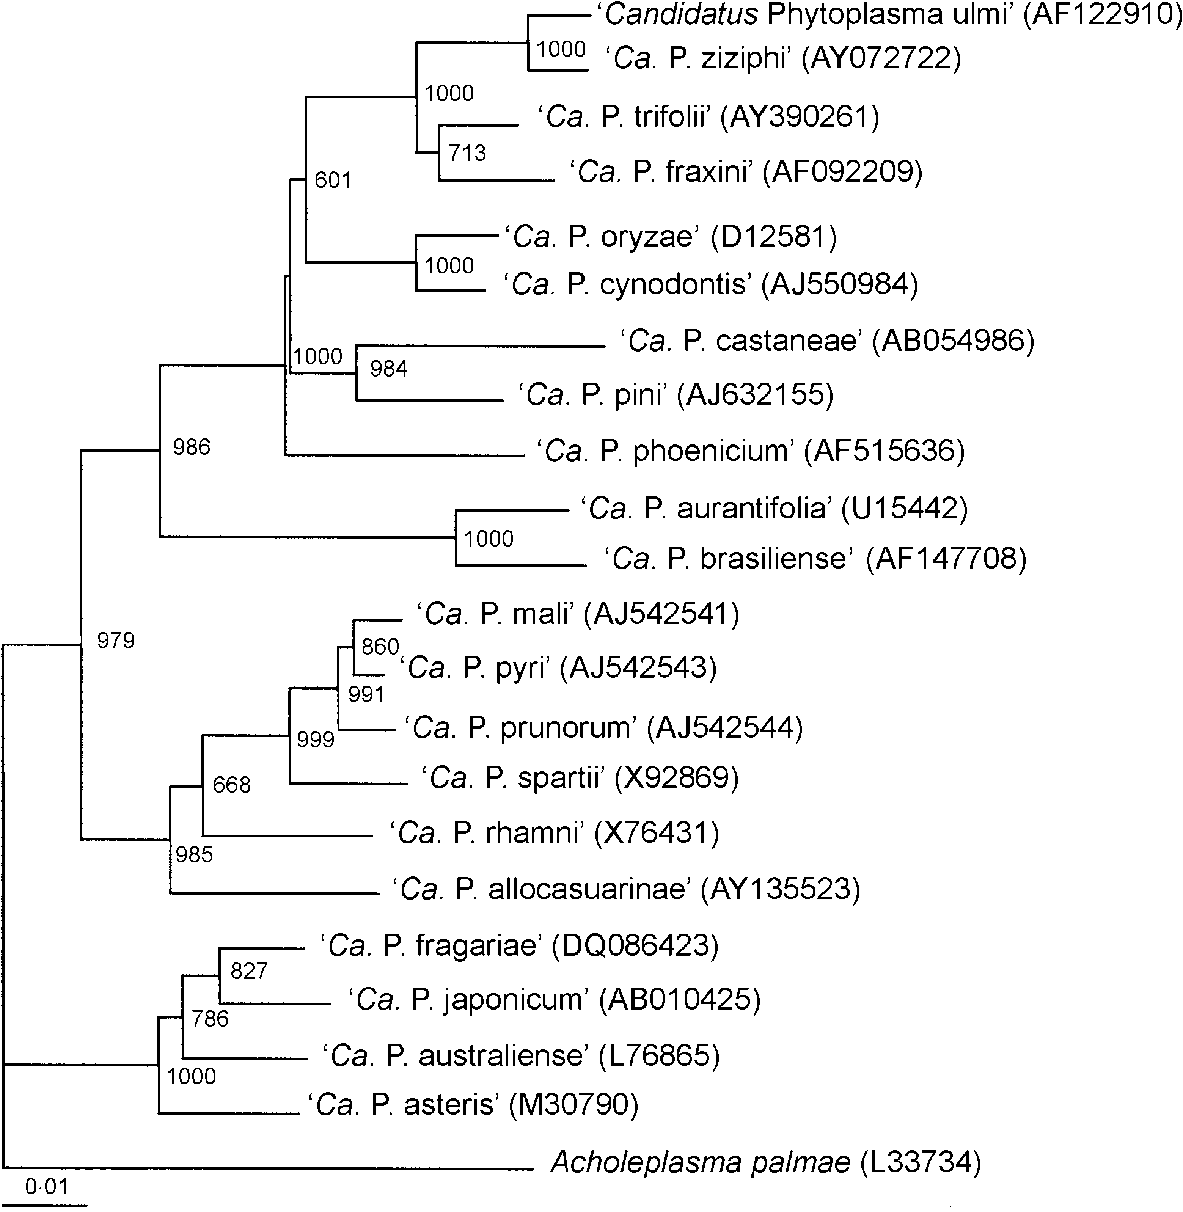 ‘Candidatus Phytoplasma ulmi’ (AF122910)
1000
‘Ca. P. ziziphi’ (AY072722)
1000
‘Ca. P. trifolii’ (AY390261)
713
‘Ca. P. fraxini’ (AF092209)
601
‘Ca. P. oryzae’ (D12581)
1000
‘Ca. P. cynodontis’ (AJ550984)
‘Ca. P. castaneae’ (AB054986)
1000
984
‘Ca. P. pini’ (AJ632155)
986
‘Ca. P. phoenicium’ (AF515636)
‘Ca. P. aurantifolia’ (U15442)
1000
‘Ca. P. brasiliense’ (AF147708)
‘Ca. P. mali’ (AJ542541)
979
860
‘Ca. P. pyri’ (AJ542543)
991
‘Ca. P. prunorum’ (AJ542544)
999
‘Ca. P. spartii’ (X92869)
668
‘Ca. P. rhamni’ (X76431)
985
‘Ca. P. allocasuarinae’ (AY135523)
‘Ca. P. fragariae’ (DQ086423)
827
‘Ca. P. japonicum’ (AB010425)
786
‘Ca. P. australiense’ (L76865)
1000
‘Ca. P. asteris’ (M30790)
Acholeplasma palmae (L33734)
0·01